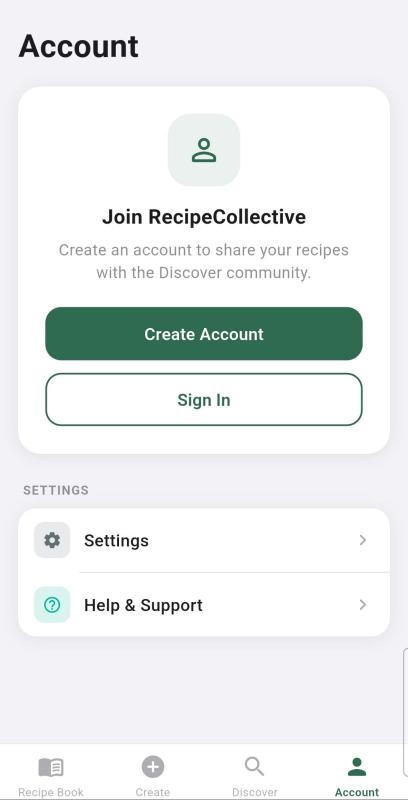 Account
Join RecipeCollective
Create an account to share your recipes
with the Discover community.
Create Account
Sign In
SETTINGS
Settings
Help & Support
Recipe Book
Create
Discover
Account